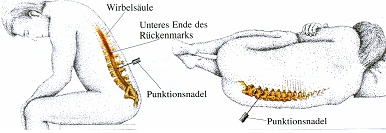 Wirbelsäule
Unteres Ende des
Rückenmarks
Punktionsnadel
Punktionsnadel